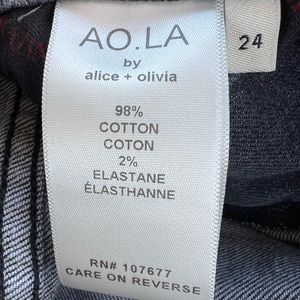 AO.LA
by
alice + olivia
24
98%
COTTON
COTON
2%
ELASTANE
ÉLASTHANNE
RN# 107677
CARE ON REVERSE